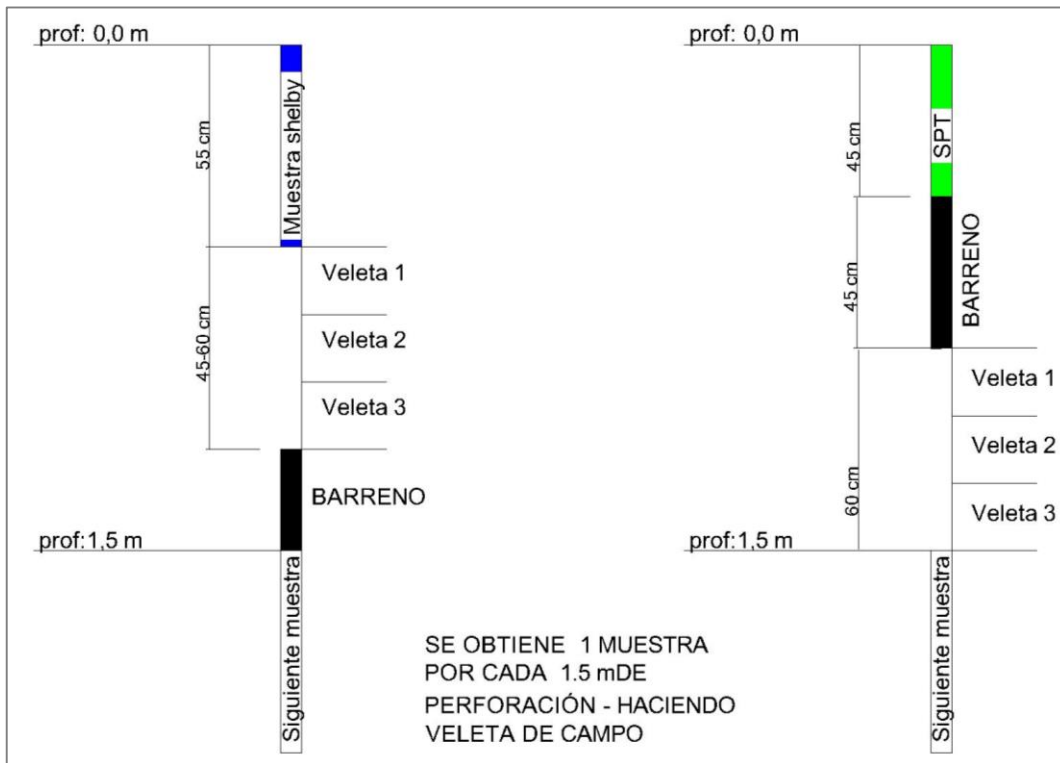 prof: 0,0 m
55 cm
Muestra shelby
Veleta 1
45-60 cm
Veleta 2
Veleta 3
BARRENO
prof:1,5 m
Siguiente muestra
prof: 0,0 m
45 cm
SPT
45 cm
BARRENO
Veleta 1
Veleta 2
60 cm
Veleta 3
prof:1,5 m
Siguiente muestra
SE OBTIENE 1 MUESTRA
POR CADA 1.5 mDE
PERFORACIÓN - HACIENDO
VELETA DE CAMPO